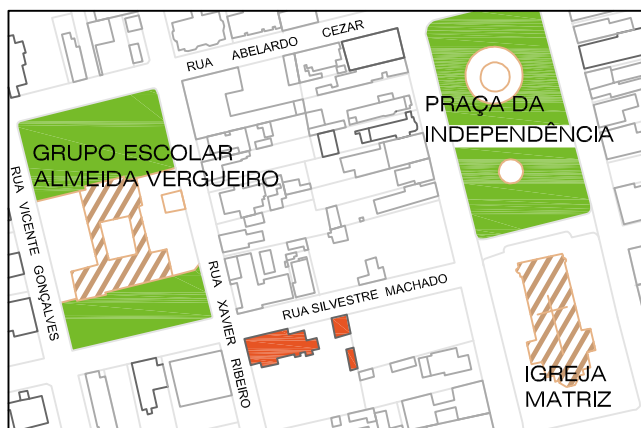 RUA ABELARDO CEZAR
PRAÇA DA
INDEPENDÊNCIA
GRUPO ESCOLAR
ALMEIDA VERGUEIRO
RUA VICENTE GONÇALVES
RUA XAVIER RIBEIRO
RUA SILVESTRE MACHADO
IGREJA
MATRIZ